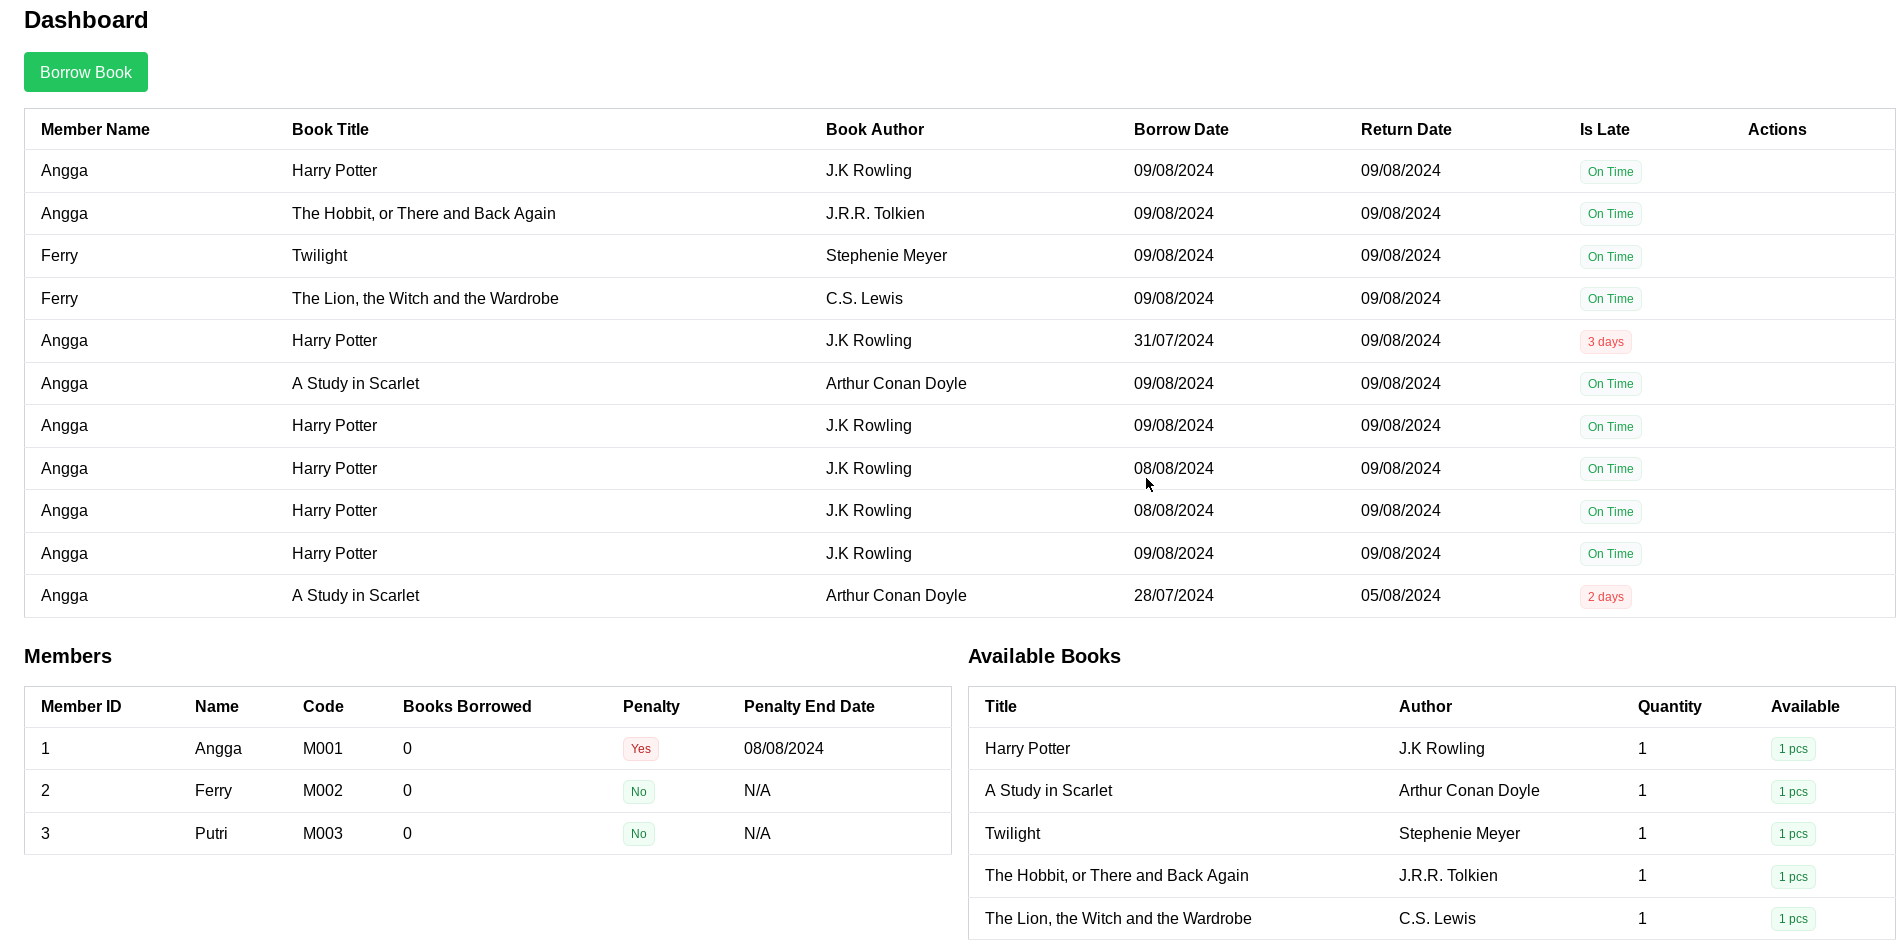 Dashboard
Borrow Book
Member Name Book Title Book Author Borrow Date Return Date Is Late Actions
Angga Harry Potter J.K Rowling 09/08/2024 09/08/2024 On Time
Angga The Hobbit, or There and Back Again J.R.R. Tolkien 09/08/2024 09/08/2024 On Time
Ferry Twilight Stephenie Meyer 09/08/2024 09/08/2024 On Time
Ferry The Lion, the Witch and the Wardrobe C.S. Lewis 09/08/2024 09/08/2024 On Time
Angga Harry Potter J.K Rowling 31/07/2024 09/08/2024 3 days
Angga A Study in Scarlet Arthur Conan Doyle 09/08/2024 09/08/2024 On Time
Angga Harry Potter J.K Rowling 09/08/2024 09/08/2024 On Time
Angga Harry Potter J.K Rowling 08/08/2024 09/08/2024 On Time
Angga Harry Potter J.K Rowling 08/08/2024 09/08/2024 On Time
Angga Harry Potter J.K Rowling 09/08/2024 09/08/2024 On Time
Angga A Study in Scarlet Arthur Conan Doyle 28/07/2024 05/08/2024 2 days
Members
Member ID Name Code Books Borrowed Penalty Penalty End Date
1 Angga M001 0 Yes 08/08/2024
2 Ferry M002 0 No N/A
3 Putri M003 0 No N/A
Available Books
Title Author Quantity Available
Harry Potter J.K Rowling 1 1 pcs
A Study in Scarlet Arthur Conan Doyle 1 1 pcs
Twilight Stephenie Meyer 1 1 pcs
The Hobbit, or There and Back Again J.R.R. Tolkien 1 1 pcs
The Lion, the Witch and the Wardrobe C.S. Lewis 1 1 pcs